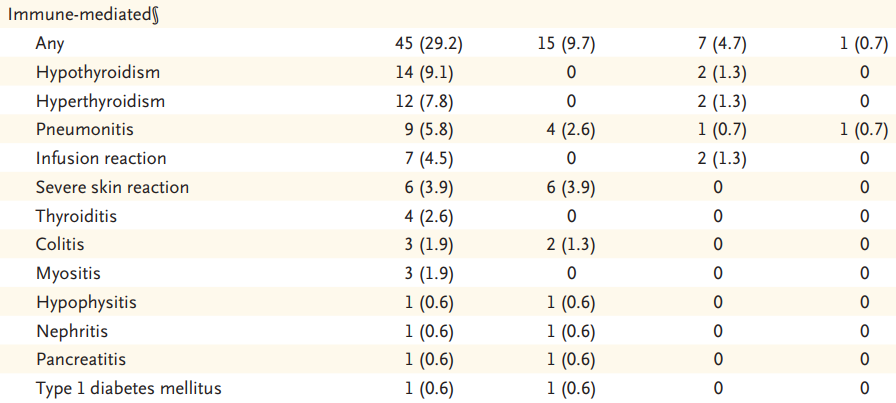 Immune-mediated§
Any 45 (29.2) 15 (9.7) 7 (4.7) 1 (0.7)
Hypothyroidism 14 (9.1) 0 2 (1.3) 0
Hyperthyroidism 12 (7.8) 0 2 (1.3) 0
Pneumonitis 9 (5.8) 4 (2.6) 1 (0.7) 1 (0.7)
Infusion reaction 7 (4.5) 0 2 (1.3) 0
Severe skin reaction 6 (3.9) 6 (3.9) 0 0
Thyroiditis 4 (2.6) 0 0 0
Colitis 3 (1.9) 2 (1.3) 0 0
Myositis 3 (1.9) 0 0 0
Hypophysitis 1 (0.6) 1 (0.6) 0 0
Nephritis 1 (0.6) 1 (0.6) 0 0
Pancreatitis 1 (0.6) 1 (0.6) 0 0
Type 1 diabetes mellitus 1 (0.6) 1 (0.6) 0 0